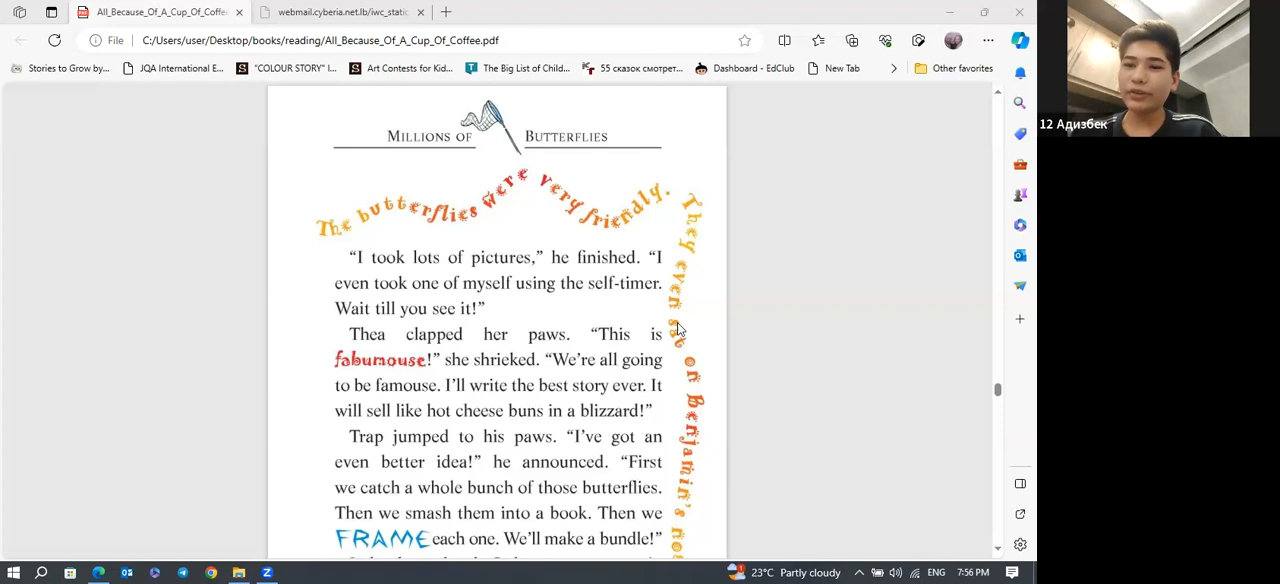 All_Because_Of_A_Cup_Of_Coffe
webmail.cyberia.net.lb/iwc_static
File
C:/Users/user/Desktop/books/reading/All_Because_Of_A_Cup_Of_Coffee.pdf
Stories to Grow by...
JQA International E...
"COLOUR STORY" I...
Art Contests for Kid...
The Big List of Child...
55 сказок смотрет...
Dashboard - EdClub
New Tab
Other favorites
12 Адизбек
MILLIONS OF BUTTERFLIES
The butterflies were very friendly.
They even sat on Benjamin's
“I took lots of pictures,” he finished. “I
even took one of myself using the self-timer.
Wait till you see it!”
Thea clapped her paws. “This is
fabumouse!” she shrieked. “We’re all going
to be famouse. I’ll write the best story ever. It
will sell like hot cheese buns in a blizzard!”
Trap jumped to his paws. “I’ve got an
even better idea!” he announced. “First
we catch a whole bunch of those butterflies.
Then we smash them into a book. Then we
FRAME each one. We’ll make a bundle!”
23°C Partly cloudy
ENG
7:56 PM